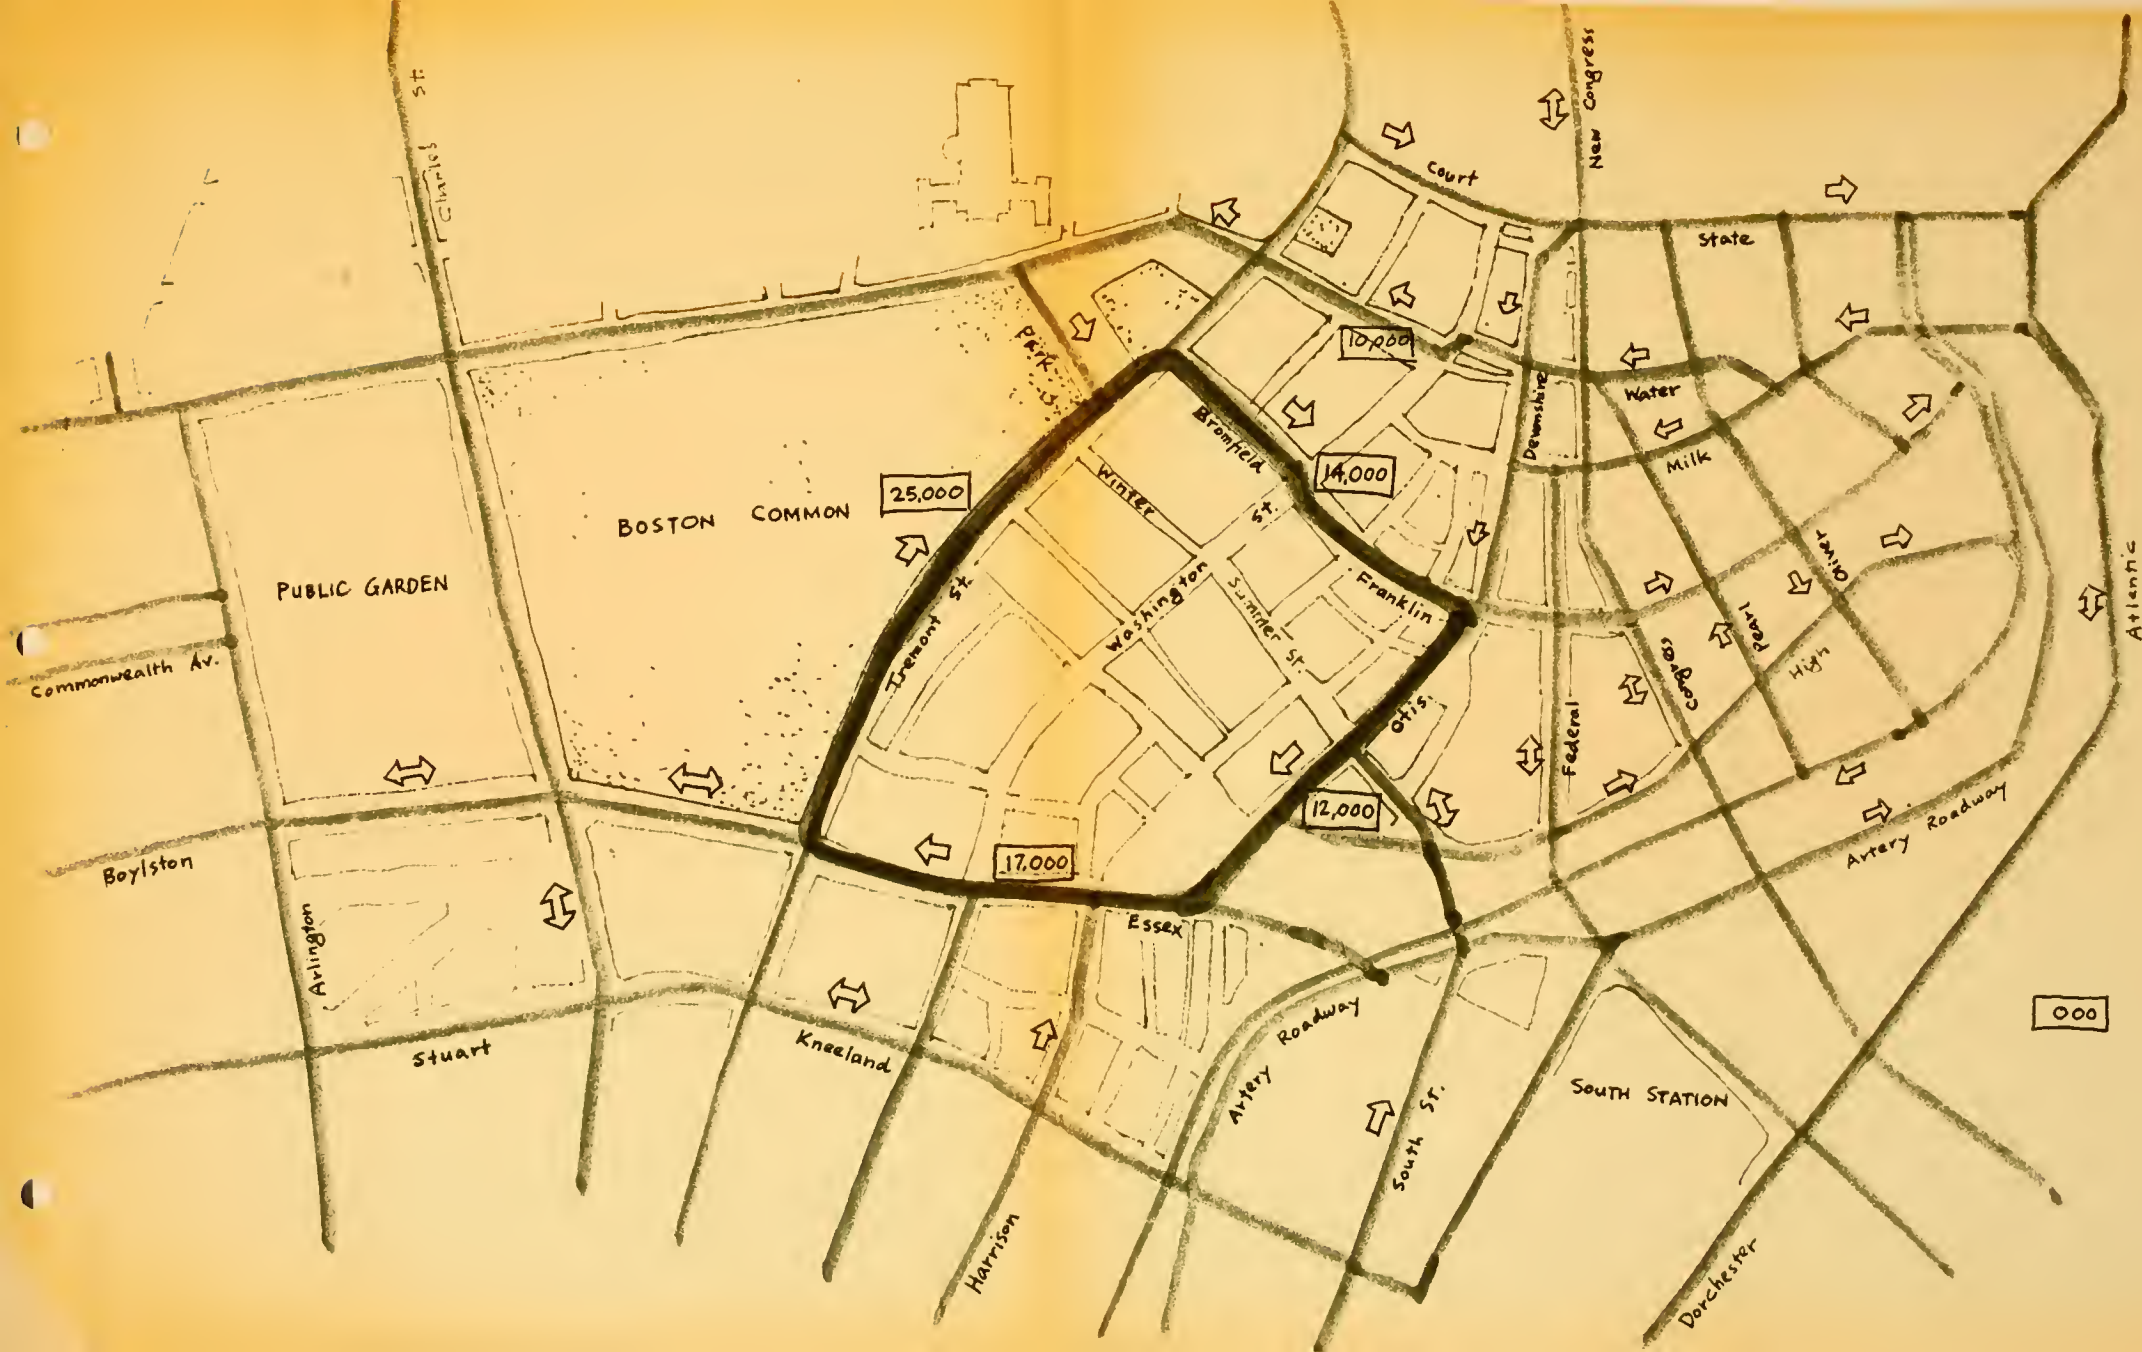 St.
Charles
New Congress
Court
State
Park
St.
10,000
Water
Devonshire
Bromfield
St.
14,000
Milk
Winter
25,000
BOSTON COMMON
PUBLIC GARDEN
Oliver
Atlantic
Franklin
Washington
Summer
St.
Tremont St.
Pearl
Congress
High
Commonwealth Av.
Otis
Federal
12,000
Artery Roadway
17,000
Boylston
Essex
Arlington
Stuart
Kneeland
Artery Roadway
000
SOUTH STATION
South St.
Harrison
Dorchester